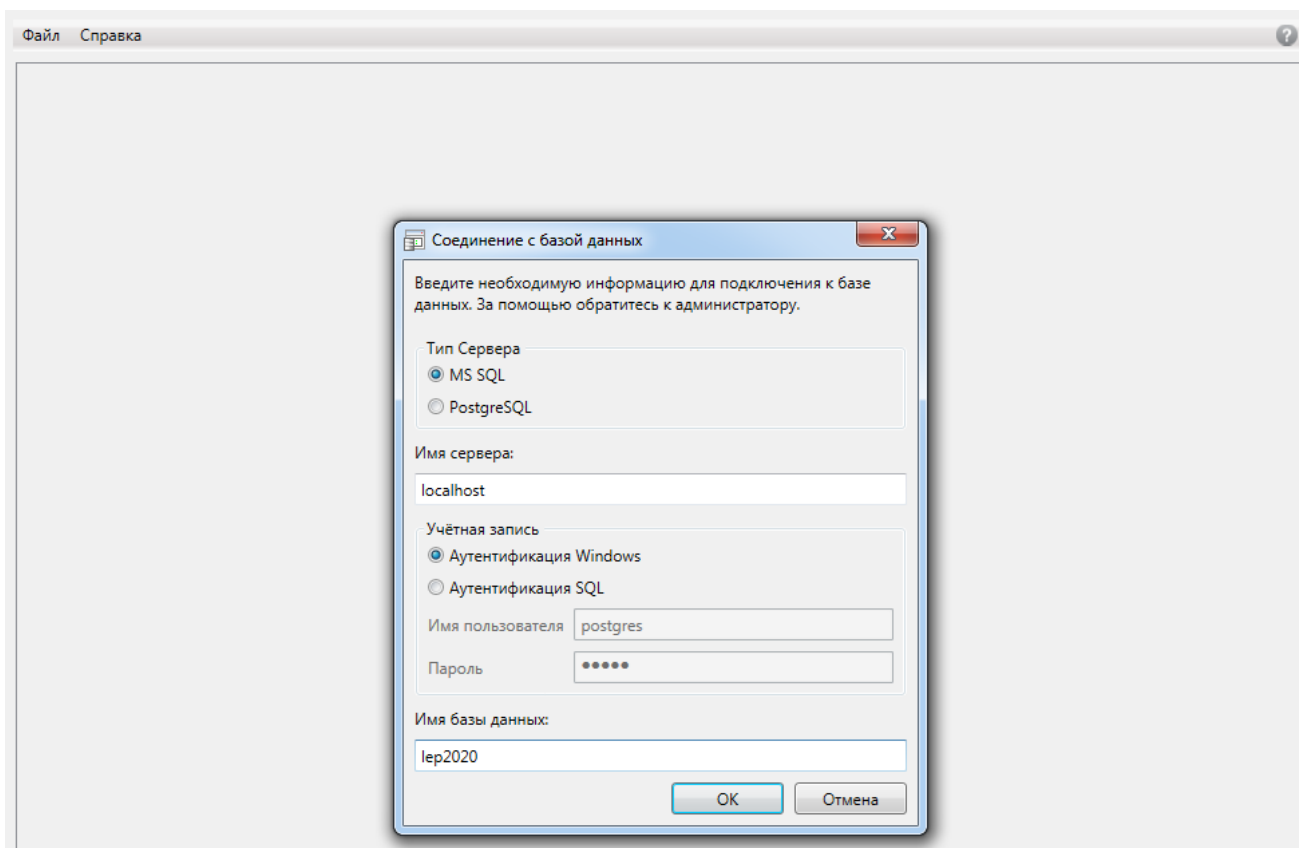 Файл Справка
Соединение с базой данных
Введите необходимую информацию для подключения к базе
данных. За помощью обратитесь к администратору.
Тип Сервера
MS SQL
PostgreSQL
Имя сервера:
localhost
Учётная запись
Аутентификация Windows
Аутентификация SQL
Имя пользователя postgres
Пароль •••••
Имя базы данных:
lep2020
OK Отмена